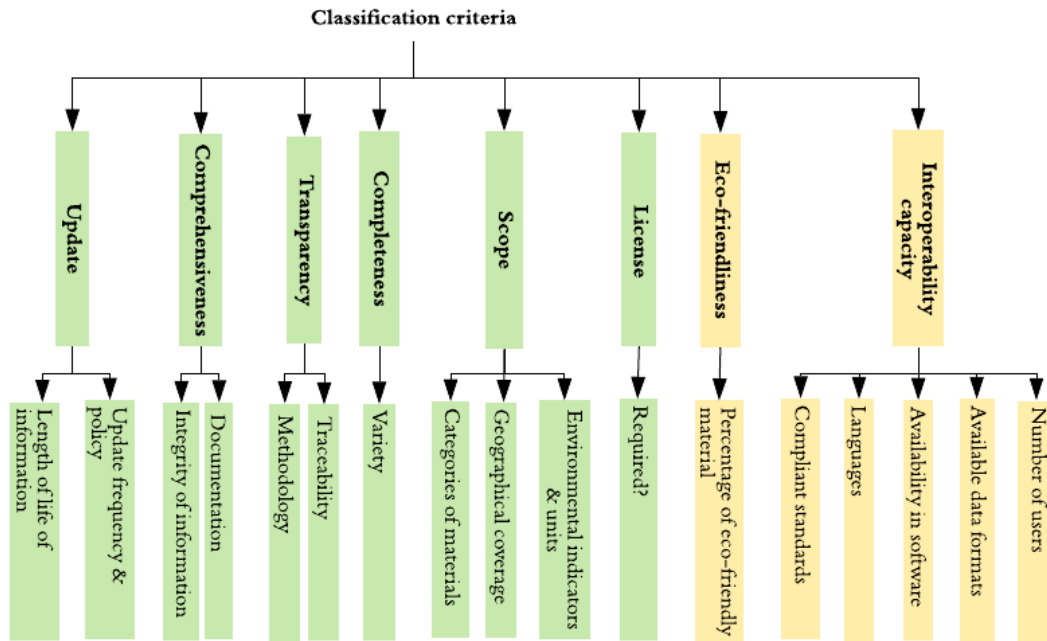 Classification criteria
Update
Comprehensiveness
Transparency
Completeness
Scope
License
Eco-friendliness
Interoperability
capacity
Length of life of
information
Update frequency &
policy
Integrity of information
Documentation
Methodology
Traceability
Variety
Categories of materials
Geographical coverage
Environmental indicators
& units
Required?
Percentage of eco-friendly
material
Compliant standards
Languages
Availability in software
Available data formats
Number of users